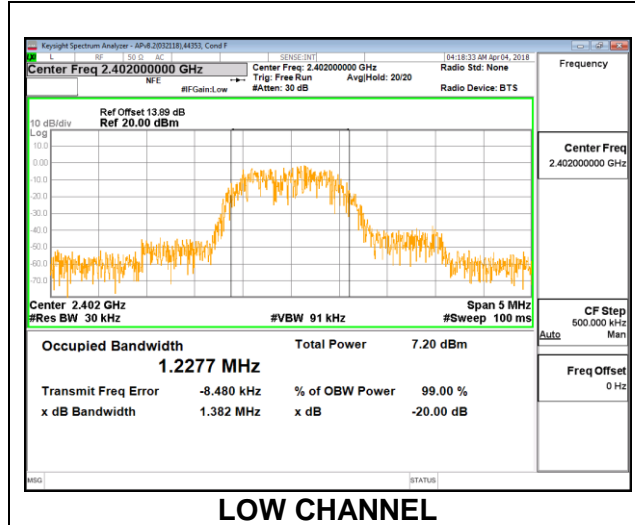 Keysight Spectrum Analyzer - APv8.2(032118),44353, Cond F
L RF 50 Ω AC SENSE:INT 04:18:33 AM Apr 04, 2018
Center Freq 2.402000000 GHz Center Freq: 2.402000000 GHz Radio Std: None Frequency
NFE Trig: Free Run Avg|Hold: 20/20
#IFGain:Low #Atten: 30 dB Radio Device: BTS
Ref Offset 13.89 dB
10 dB/div Ref 20.00 dBm
Log
10.0
0.00
-10.0
-20.0
-30.0
-40.0
-50.0
-60.0
-70.0
Center Freq
2.402000000 GHz
Center 2.402 GHz Span 5 MHz
#Res BW 30 kHz #VBW 91 kHz #Sweep 100 ms
CF Step
500.000 kHz
Auto Man
Occupied Bandwidth Total Power 7.20 dBm
1.2277 MHz
Freq Offset
0 Hz
Transmit Freq Error -8.480 kHz % of OBW Power 99.00 %
x dB Bandwidth 1.382 MHz x dB -20.00 dB
MSG STATUS
LOW CHANNEL